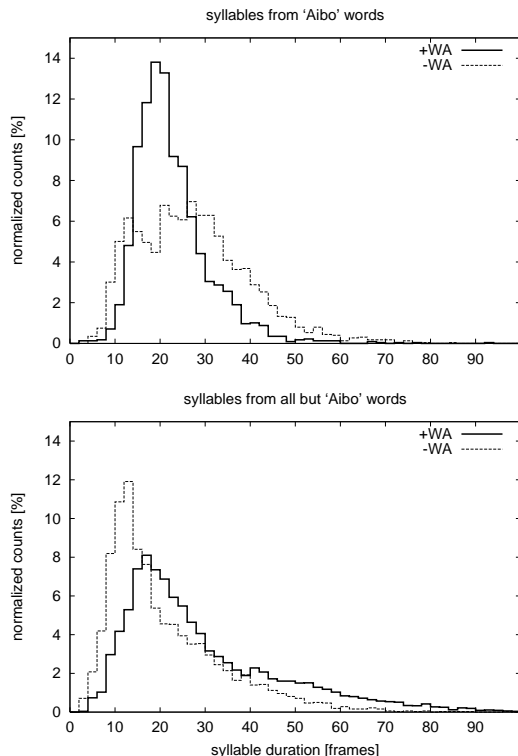 syllables from ‘Aibo’ words
+WA
-WA
normalized counts [%]
14
12
10
8
6
4
2
0
0 10 20 30 40 50 60 70 80 90
syllables from all but ‘Aibo’ words
+WA
-WA
normalized counts [%]
14
12
10
8
6
4
2
0
0 10 20 30 40 50 60 70 80 90
syllable duration [frames]